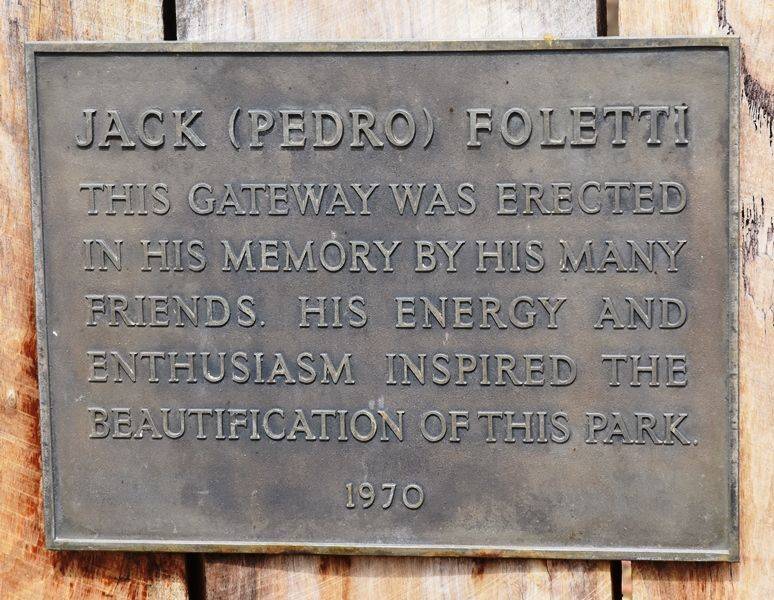 JACK (PEDRO) FOLETTI
THIS GATEWAY WAS ERECTED
IN HIS MEMORY BY HIS MANY
FRIENDS. HIS ENERGY AND
ENTHUSIASM INSPIRED THE
BEAUTIFICATION OF THIS PARK.
1970